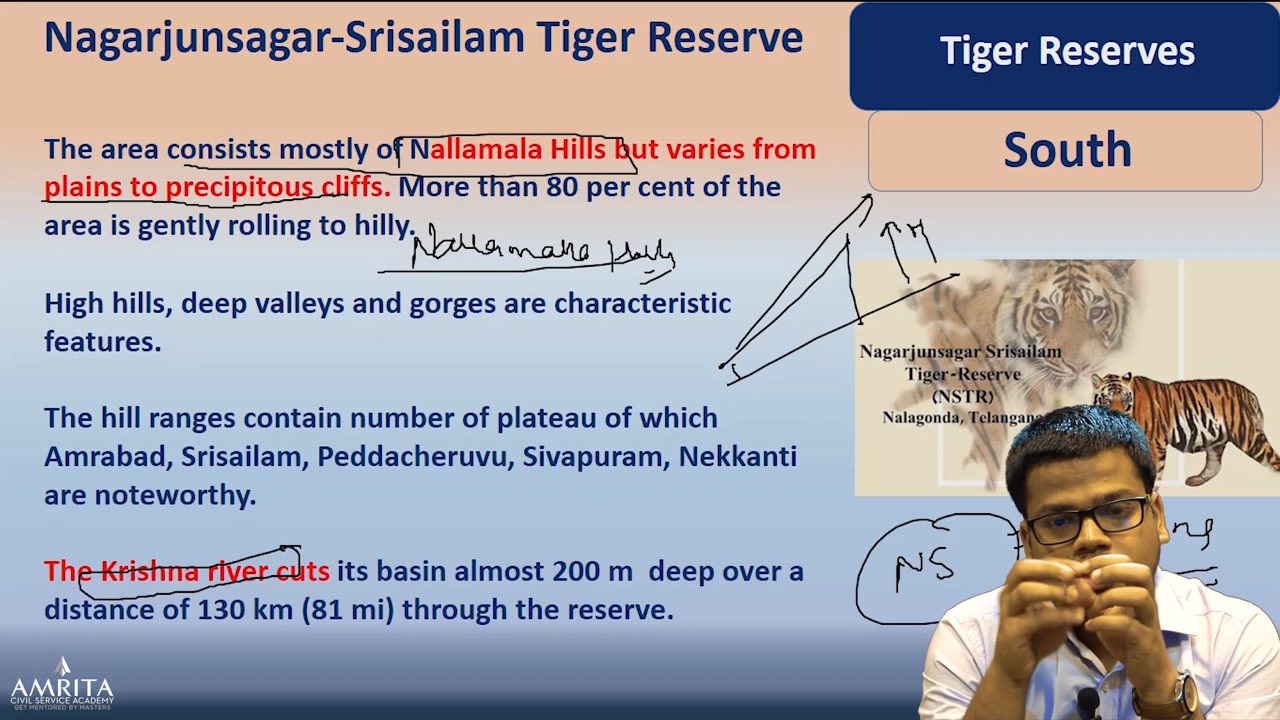 Nagarjunsagar-Srisailam Tiger Reserve
Tiger Reserves
South
The area consists mostly of Nallamala Hills but varies from
plains to precipitous cliffs. More than 80 per cent of the
area is gently rolling to hilly.
Nallamala Hills
High hills, deep valleys and gorges are characteristic
features.
Nagarjunsagar Srisailam
Tiger-Reserve
(NSTR)
Nalagonda, Telangana
The hill ranges contain number of plateau of which
Amrabad, Srisailam, Peddacheruvu, Sivapuram, Nekkanti
are noteworthy.
The Krishna river cuts its basin almost 200 m deep over a
distance of 130 km (81 mi) through the reserve.
NS
AMRITA
CIVIL SERVICE ACADEMY
GET MENTORED BY MASTERS